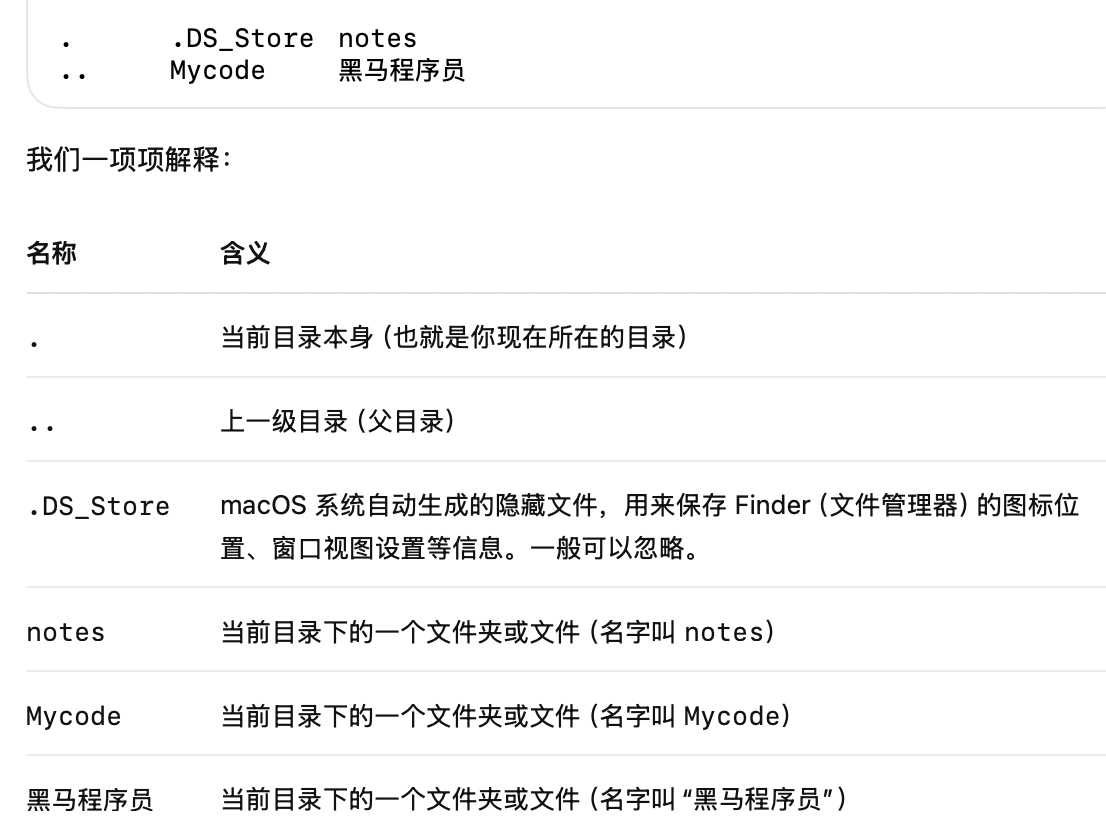 .      .DS_Store  notes
..     Mycode     黑马程序员
我们一项项解释：
名称  含义
.  当前目录本身（也就是你现在所在的目录）
..  上一级目录（父目录）
.DS_Store  macOS 系统自动生成的隐藏文件，用来保存 Finder（文件管理器）的图标位
置、窗口视图设置等信息。一般可以忽略。
notes  当前目录下的一个文件夹或文件（名字叫 notes）
Mycode  当前目录下的一个文件夹或文件（名字叫 Mycode）
黑马程序员  当前目录下的一个文件夹或文件（名字叫 “黑马程序员”）